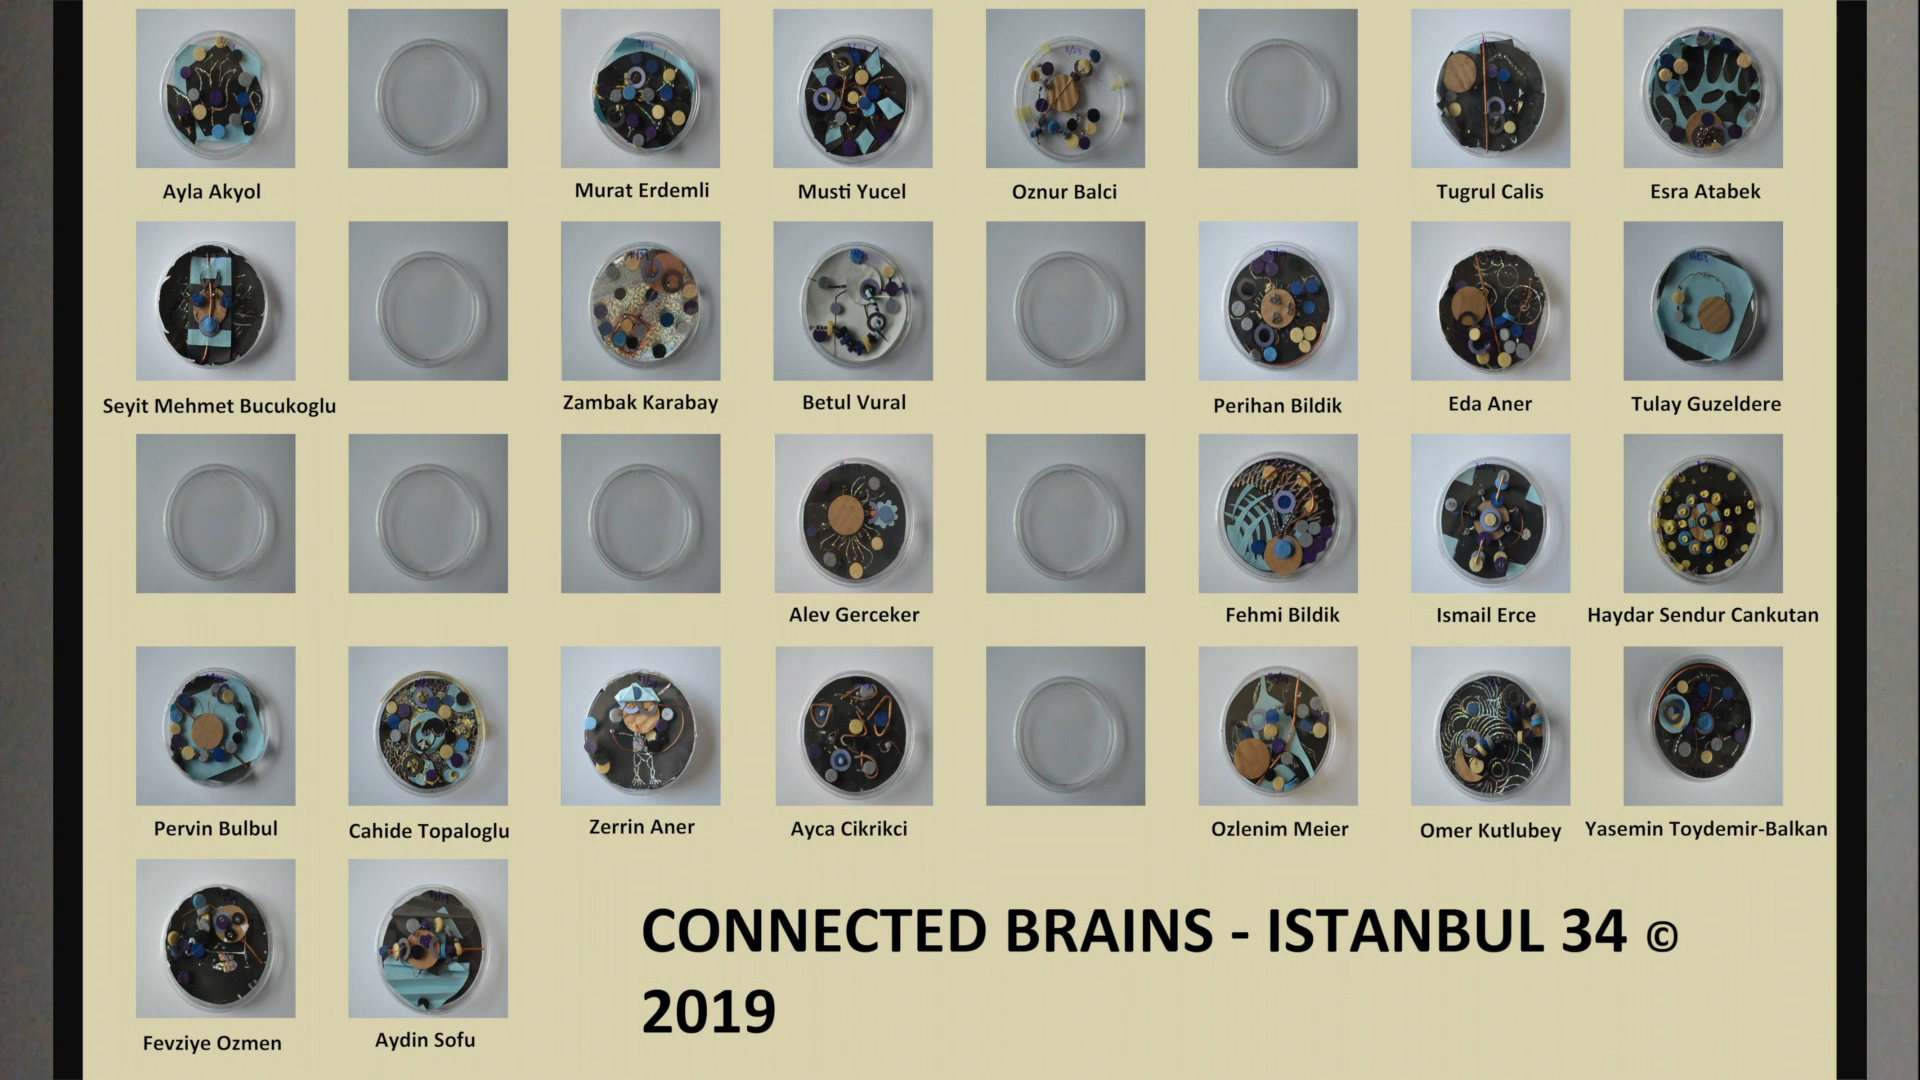 Ayla Akyol
Murat Erdemli
Musti Yucel
Oznur Balci
Tugrul Calis
Esra Atabek
Seyit Mehmet Bucukoglu
Zambak Karabay
Betul Vural
Perihan Bildik
Eda Aner
Tulay Guzeldere
Alev Gerceker
Fehmi Bildik
Ismail Erce
Haydar Sendur Cankutan
Pervin Bulbul
Cahide Topaloglu
Zerrin Aner
Ayca Cikrikci
Ozlenim Meier
Omer Kutlubey
Yasemin Toydemir-Balkan
Fevziye Ozmen
Aydin Sofu
CONNECTED BRAINS - ISTANBUL 34 ©
2019